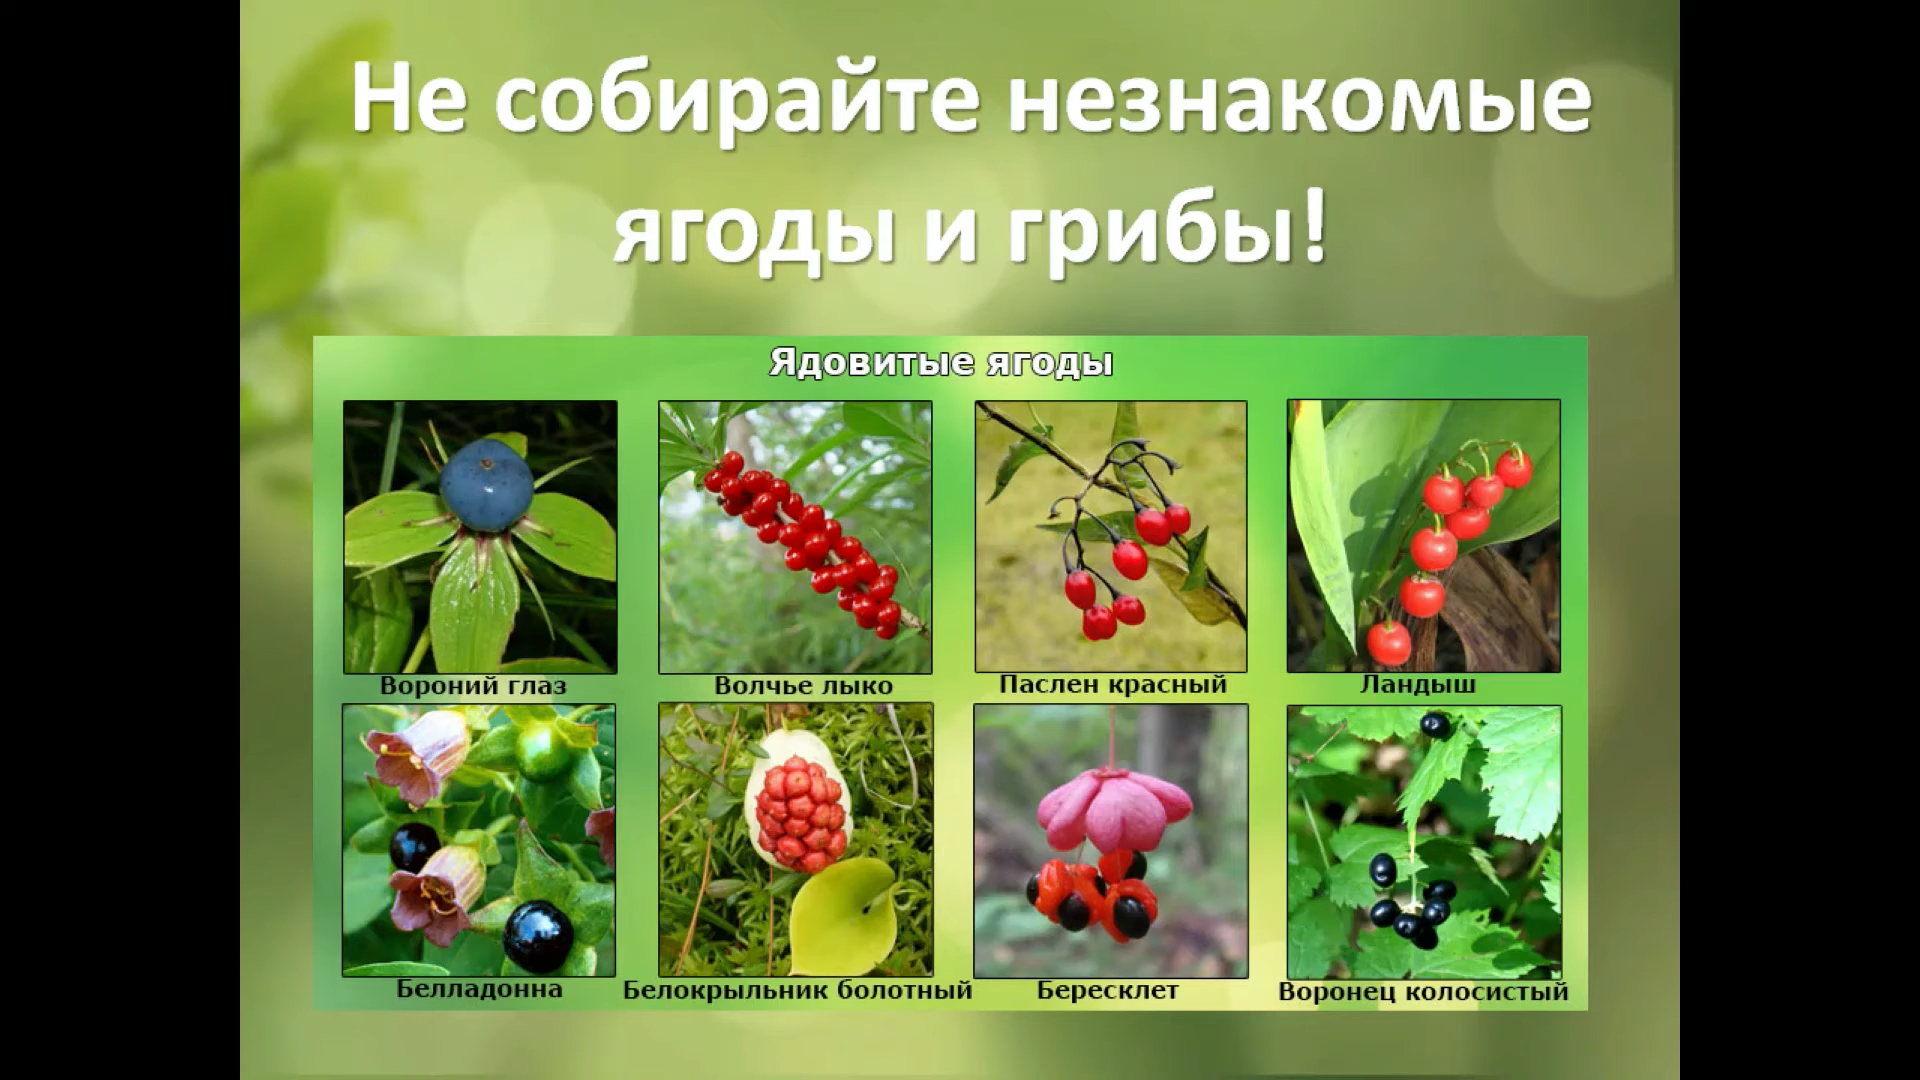 Не собирайте незнакомые
ягоды и грибы!
Ядовитые ягоды
Вороний глаз
Волчье лыко
Паслен красный
Ландыш
Белладонна
Белокрыльник болотный
Бересклет
Воронец колосистый